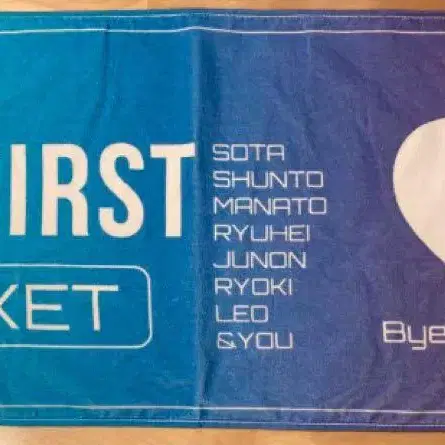 IRST
KET
SOTA
SHUNTO
MANATO
RYUHEI
JUNON
RYOKI
LEO
&YOU
Bye